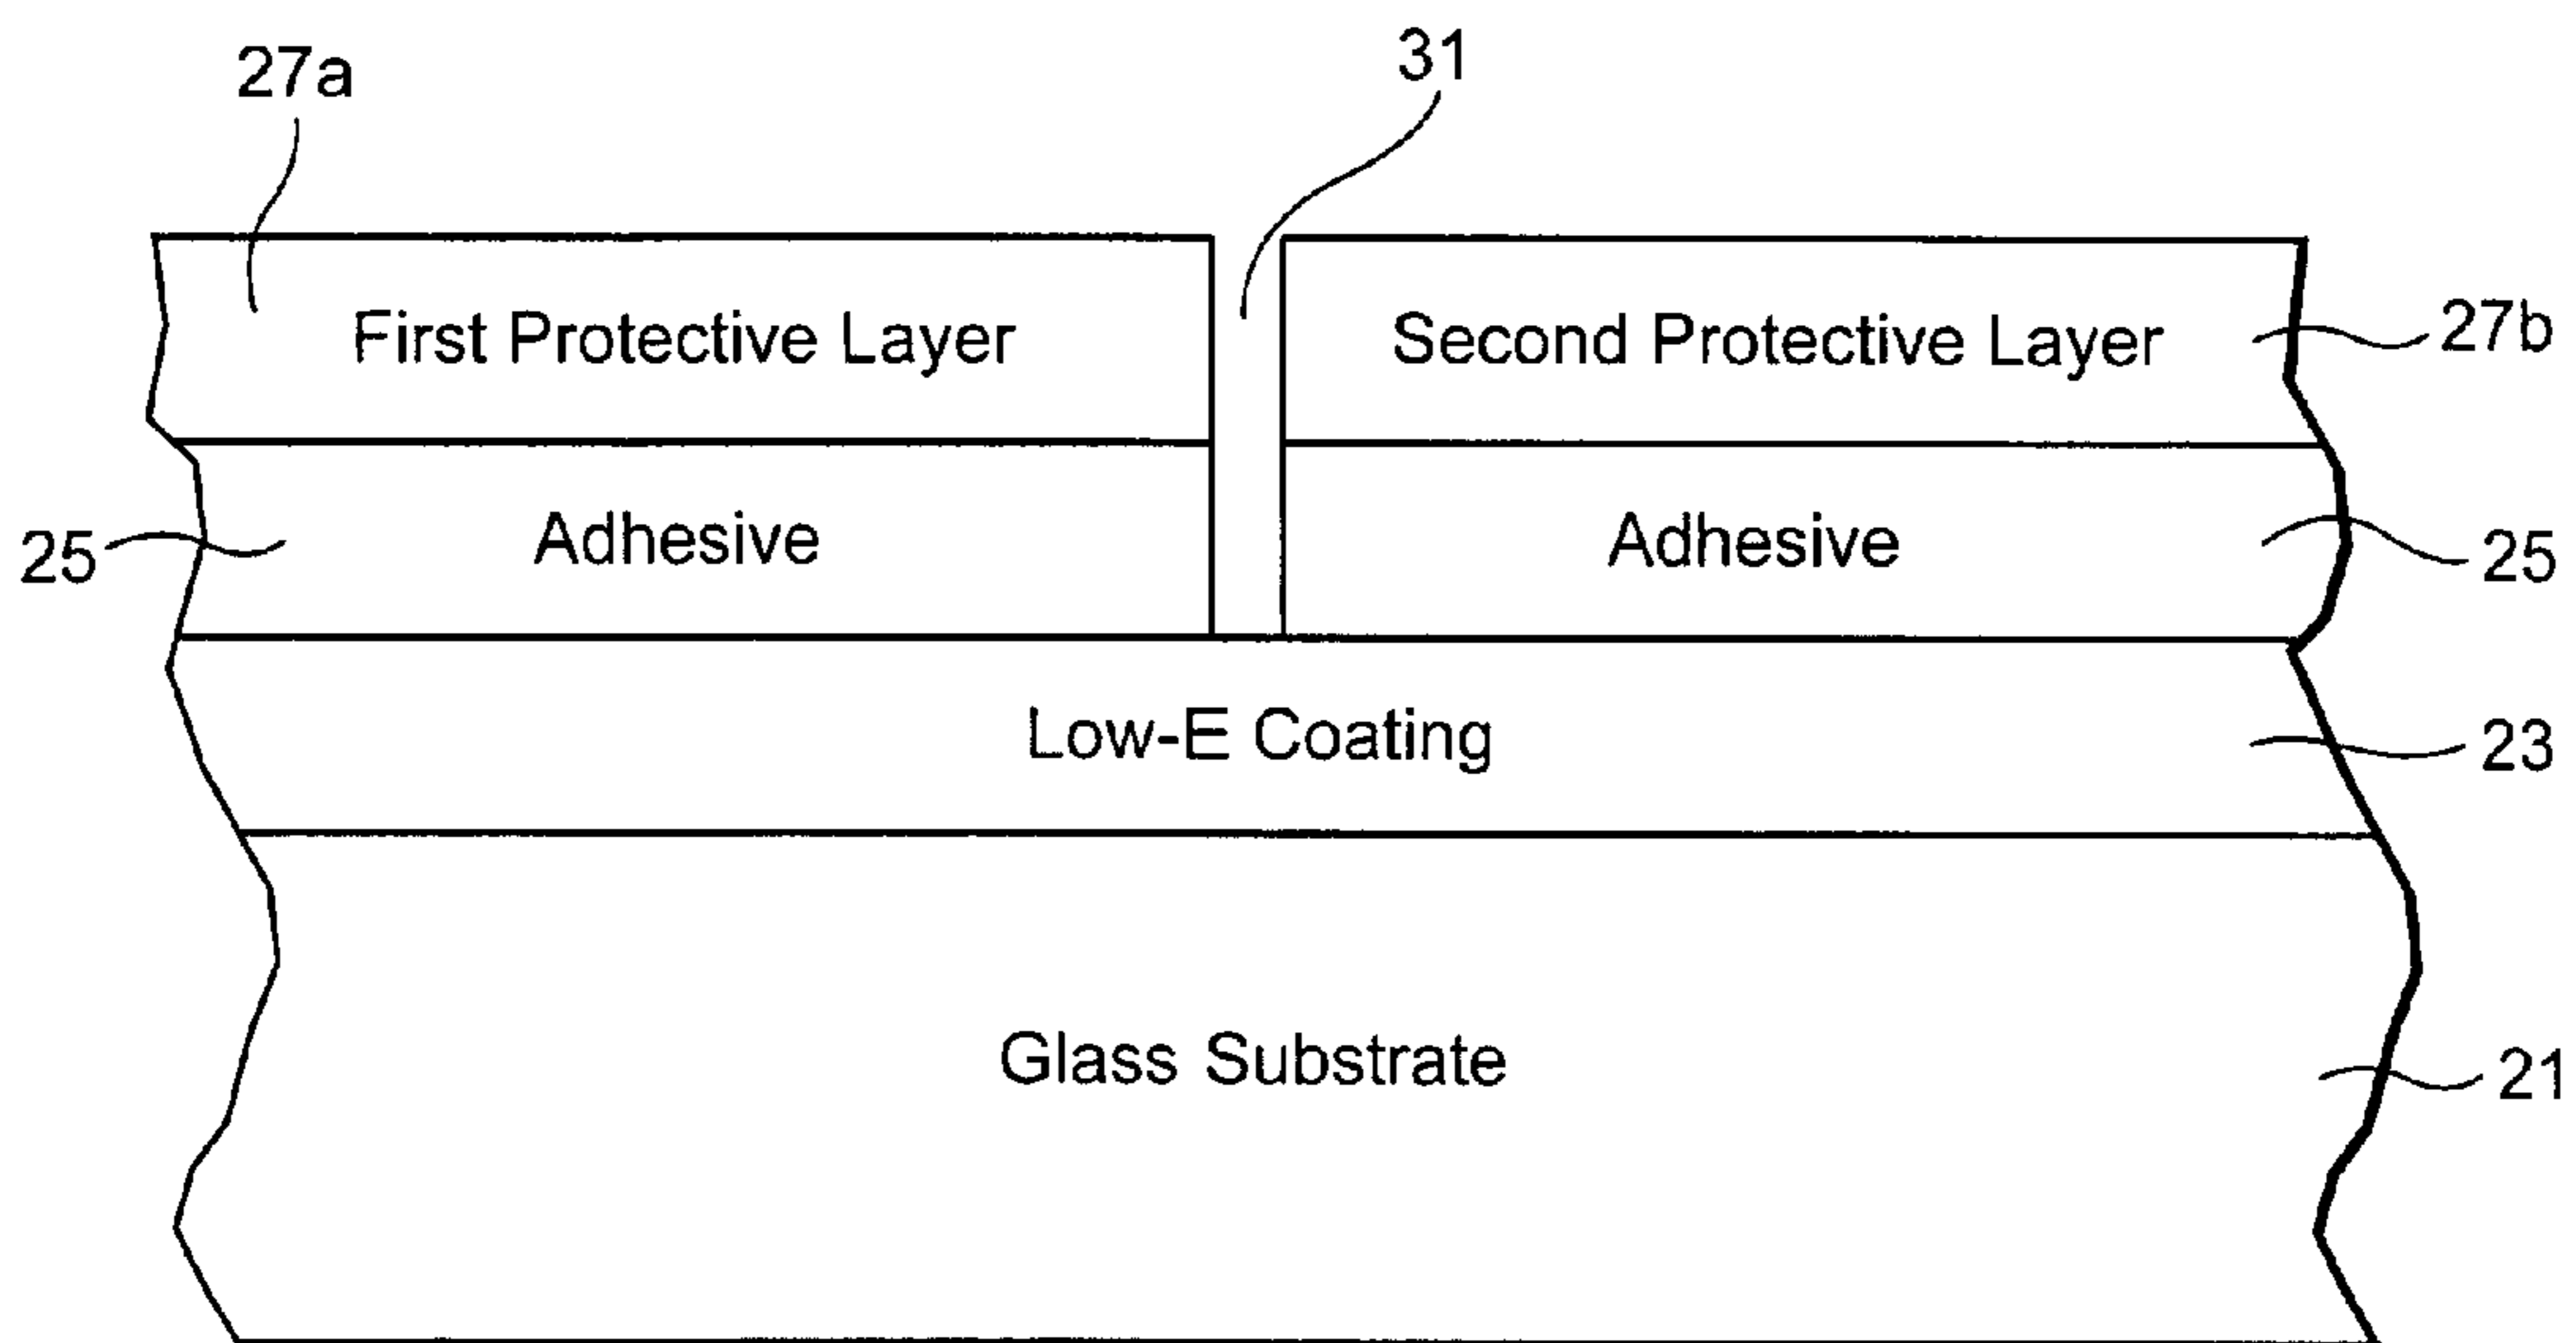 27a
31
First Protective Layer
Second Protective Layer
27b
25
Adhesive
Adhesive
25
Low-E Coating
23
Glass Substrate
21